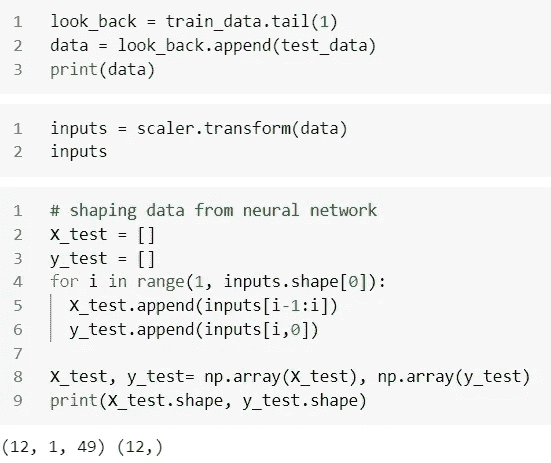 1 look_back = train_data.tail(1)
2 data = look_back.append(test_data)
3 print(data)
1 inputs = scaler.transform(data)
2 inputs
1 # shaping data from neural network
2 X_test = []
3 y_test = []
4 for i in range(1, inputs.shape[0]):
5 X_test.append(inputs[i-1:i])
6 y_test.append(inputs[i,0])
7
8 X_test, y_test= np.array(X_test), np.array(y_test)
9 print(X_test.shape, y_test.shape)
(12, 1, 49) (12,)